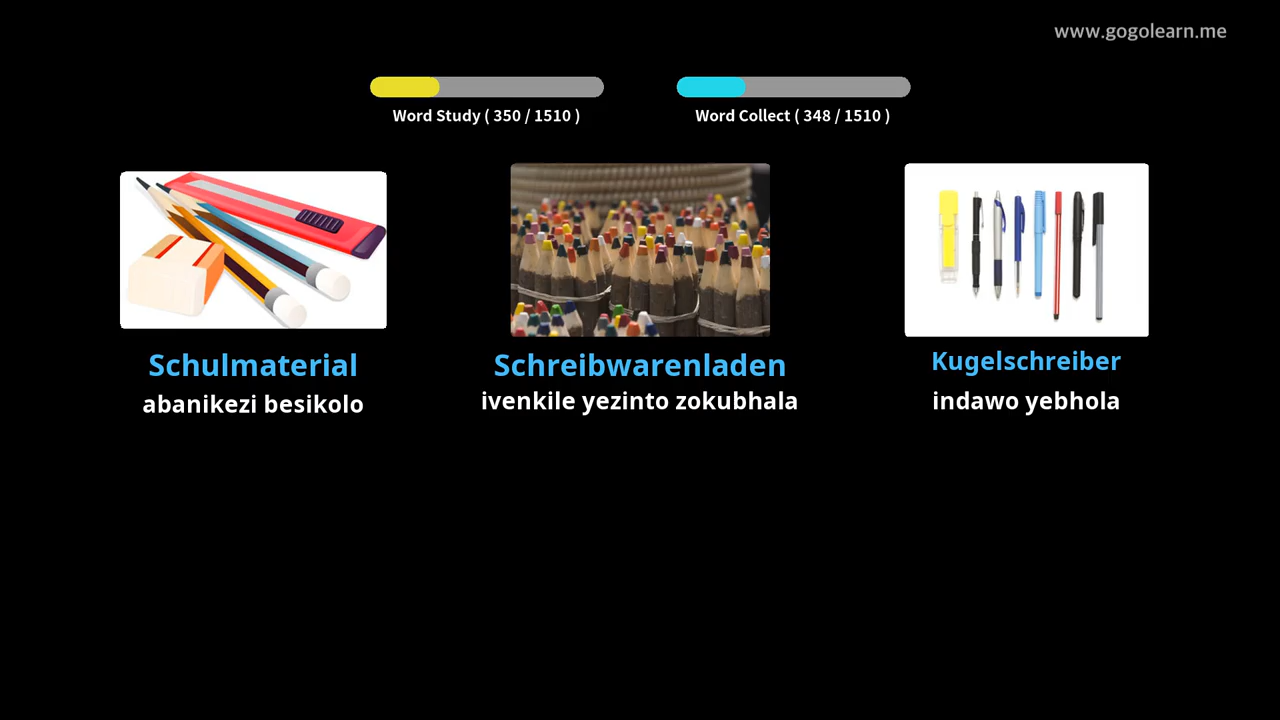 www.gogolearn.me
Word Study ( 350 / 1510 )
Word Collect ( 348 / 1510 )
Schulmaterial
abanikezi besikolo
Schreibwarenladen
ivenkile yezinto zokubhala
Kugelschreiber
indawo yebhola